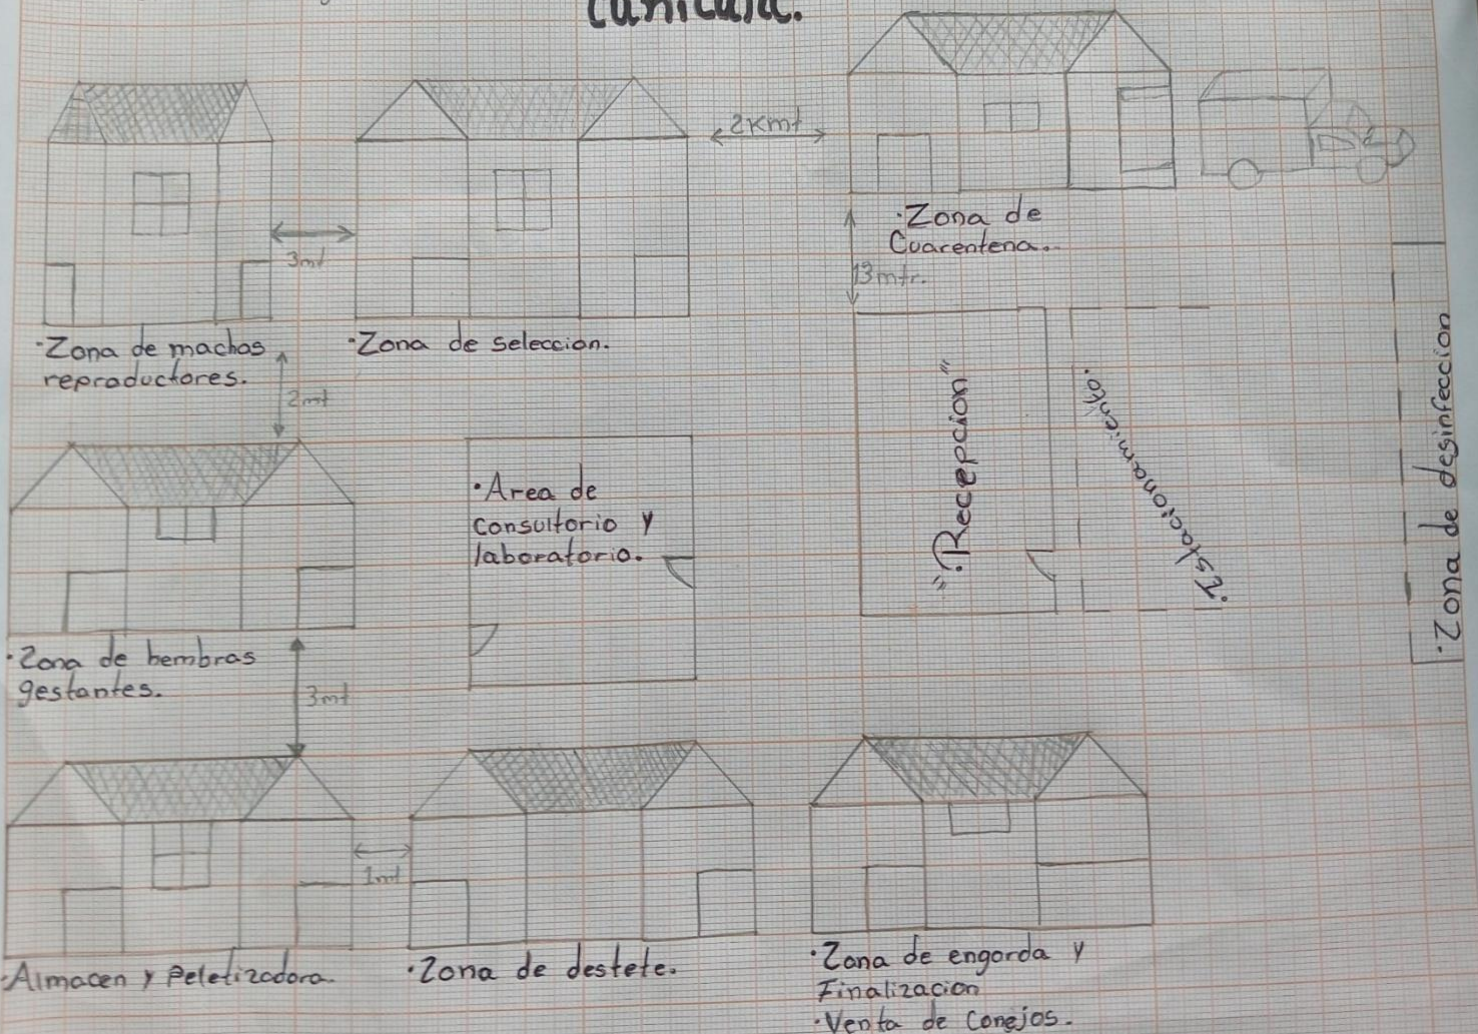 cunicula.
2Kmt
3mt
·Zona de
Cuarentena..
3mtr.
·Zona de machos
reproductores.
·Zona de seleccion.
2mt
·Area de
consultorio y
laboratorio.
"·Recepcion"
·Estacionamiento.
·Zona de desinfeccion
·Zona de hembras
gestantes.
3mt
1mt
·Almacen y Peletizadora.
·Zona de destete.
·Zona de engorda y
Finalizacion
·Venta de conejos.